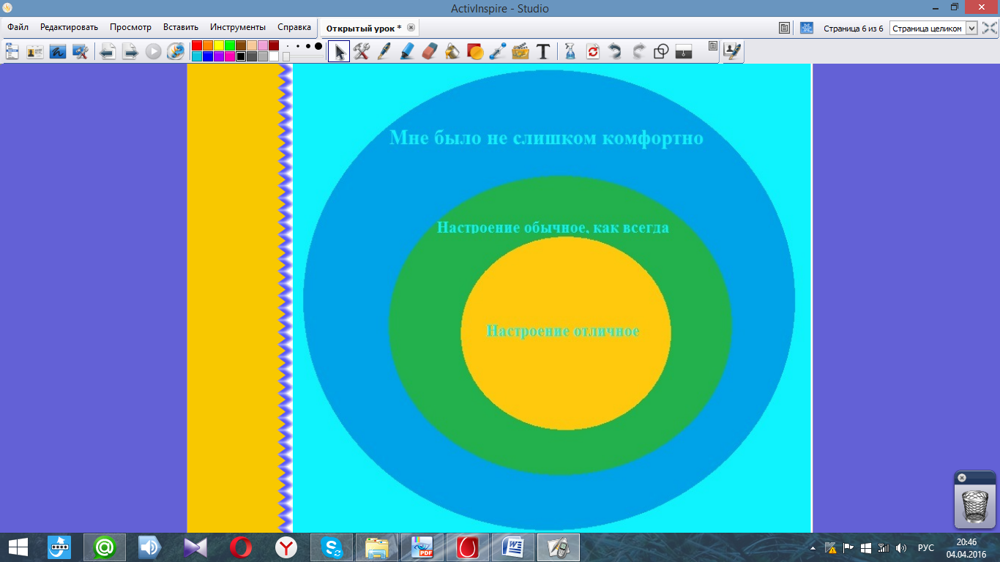 ActivInspire - Studio
Файл Редактировать Просмотр Вставить Инструменты Справка
Открытый урок *
Страница 6 из 6
Страница целиком
T
Мне было не слишком комфортно
Настроение обычное, как всегда
Настроение отличное
PDF
РУС
20:46
04.04.2016